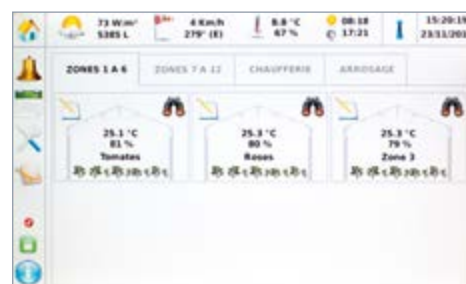 73 W/m² 4 Km/h 8.8 °C 08:18 15:20:15
5385 L 279° (E) 67 % 17:21 23/11/201
ZONES 1 A 6 ZONES 7 A 12 CHAUFFERIE ARROSAGE
25.1 °C 25.3 °C 25.3 °C
81 % 80 % 79 %
Tomates Roses Zone 3